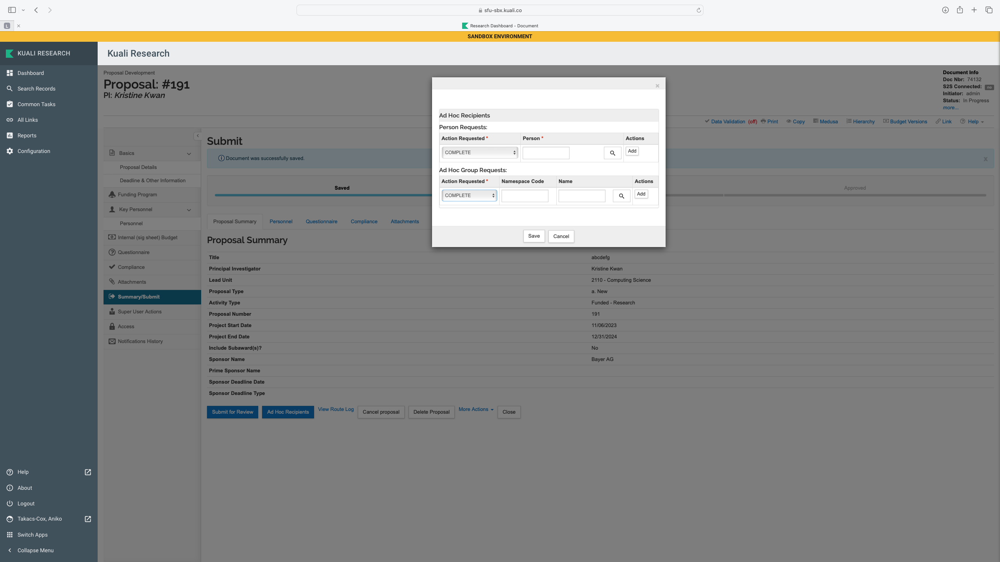 sfu-sbx.kuali.co
L
Research Dashboard - Document
SANDBOX ENVIRONMENT
KUALI RESEARCH
Kuali Research
Dashboard
Search Records
Common Tasks
All Links
Reports
Configuration
Help
About
Logout
Takacs-Cox, Aniko
Switch Apps
Collapse Menu
Proposal Development
Proposal: #191
PI: Kristine Kwan
Document Info
Doc Nbr: 74132
S2S Connected: no
Initiator: admin
Status: In Progress
more...
Data Validation (off) Print Copy Medusa Hierarchy Budget Versions Link Help
Basics
Proposal Details
Deadline & Other Information
Funding Program
Key Personnel
Personnel
Internal (sig sheet) Budget
Questionnaire
Compliance
Attachments
Summary/Submit
Super User Actions
Access
Notifications History
Submit
Document was successfully saved.
x
Saved
Approved
Proposal Summary Personnel Questionnaire Compliance Attachments
Proposal Summary
Title abcdefg
Principal Investigator Kristine Kwan
Lead Unit 2110 - Computing Science
Proposal Type a. New
Activity Type Funded - Research
Proposal Number 191
Project Start Date 11/06/2023
Project End Date 12/31/2024
Include Subaward(s)? No
Sponsor Name Bayer AG
Prime Sponsor Name
Sponsor Deadline Date
Sponsor Deadline Type
Submit for Review Ad Hoc Recipients View Route Log Cancel proposal Delete Proposal More Actions Close
Ad Hoc Recipients
Person Requests:
Action Requested * Person * Actions
COMPLETE Add
Ad Hoc Group Requests:
Action Requested * Namespace Code Name Actions
COMPLETE Add
Save Cancel